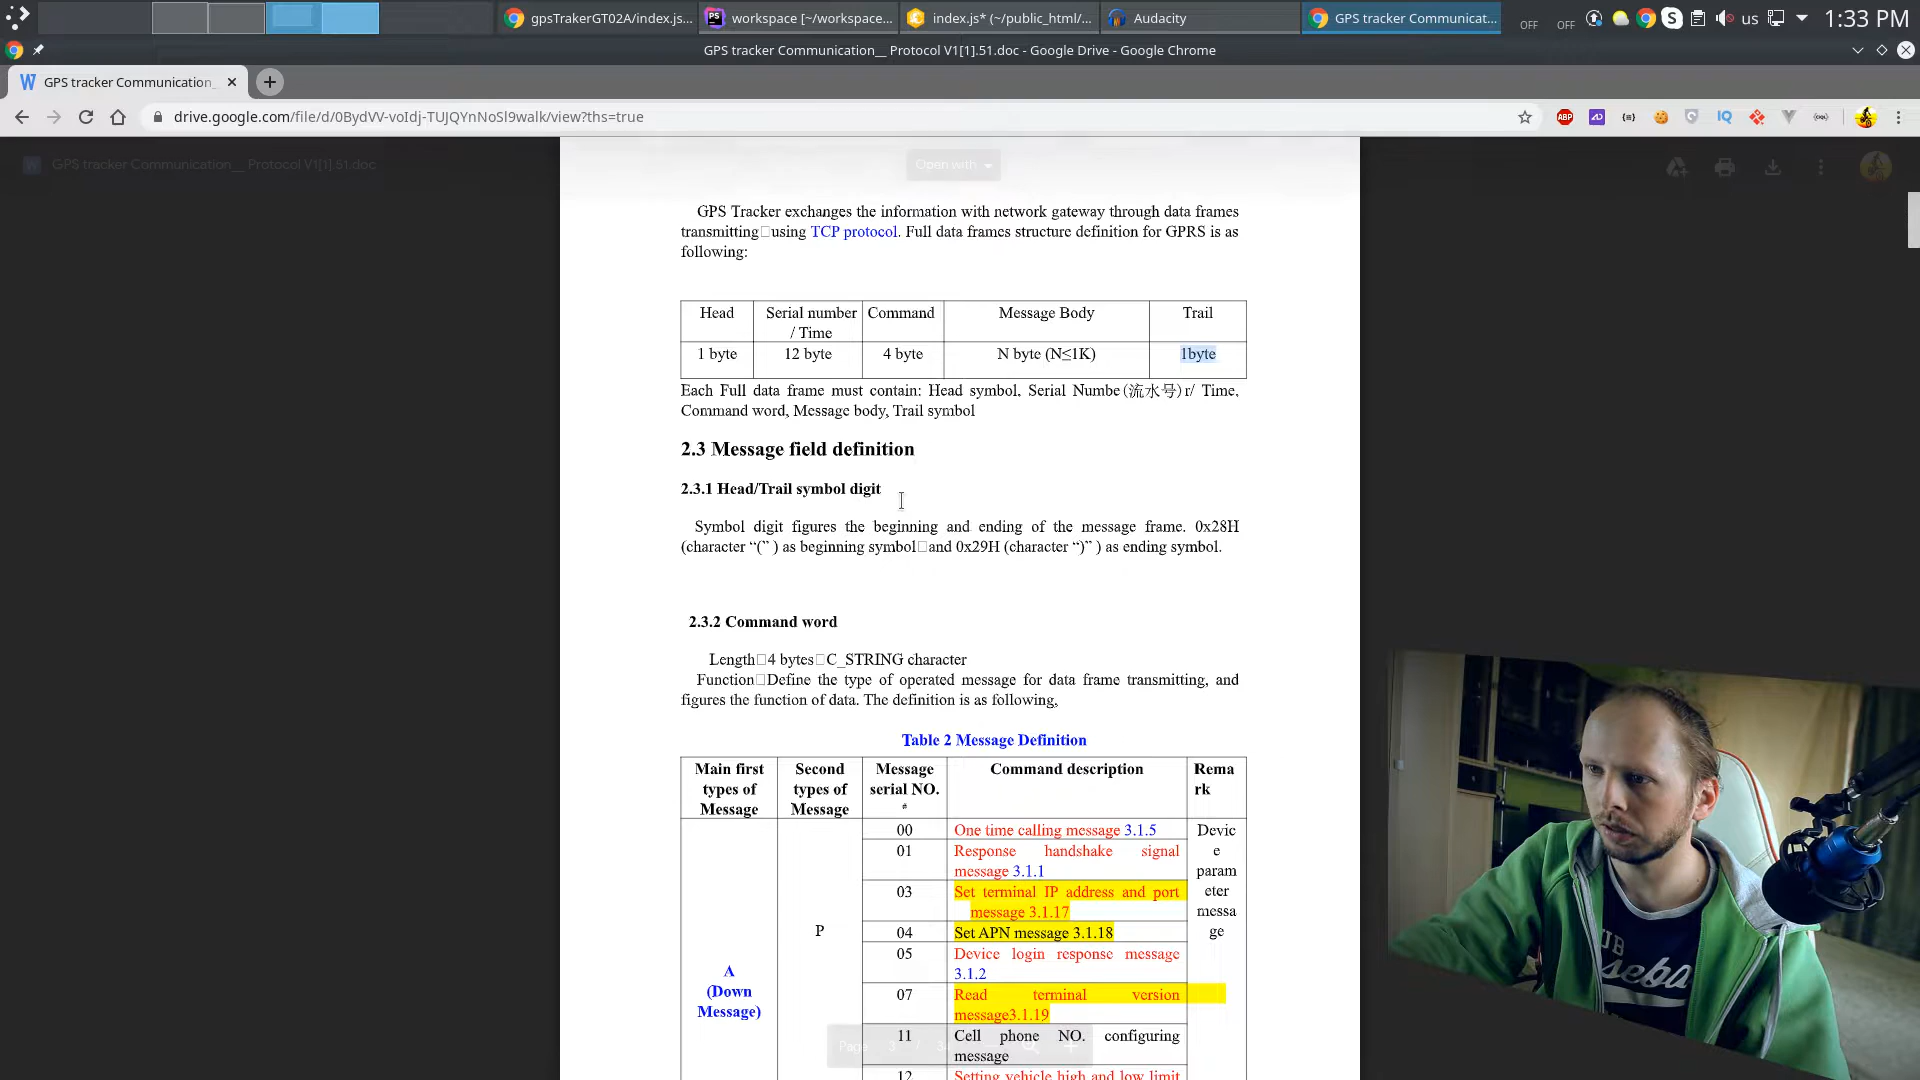 gpsTrakerGT02A/index.js...
workspace [~/workspace...
index.js* (~/public_html/...
Audacity
GPS tracker Communicat...
OFF
OFF
us
1:33 PM
GPS tracker Communication__ Protocol V1[1].51.doc - Google Drive - Google Chrome
GPS tracker Communication_
drive.google.com/file/d/0BydVV-voIdj-TUJQYnNoSl9walk/view?ths=true
GPS tracker Communication__ Protocol V1[1].51.doc
Open with
GPS Tracker exchanges the information with network gateway through data frames
transmitting□using TCP protocol. Full data frames structure definition for GPRS is as
following:
Head Serial number / Time Command Message Body Trail
1 byte 12 byte 4 byte N byte (N≤1K) 1byte
Each Full data frame must contain: Head symbol, Serial Numbe(流水号)r/ Time,
Command word, Message body, Trail symbol
2.3 Message field definition
2.3.1 Head/Trail symbol digit
Symbol digit figures the beginning and ending of the message frame. 0x28H
(character “(” ) as beginning symbol□and 0x29H (character “)” ) as ending symbol.
2.3.2 Command word
Length□4 bytes□C_STRING character
Function□Define the type of operated message for data frame transmitting, and
figures the function of data. The definition is as following,
Table 2 Message Definition
Main first types of Message Second types of Message Message serial NO. # Command description Rema rk
A (Down Message)
P
00 One time calling message 3.1.5
01 Response handshake signal
message 3.1.1
03 Set terminal IP address and port
message 3.1.17
04 Set APN message 3.1.18
05 Device login response message
3.1.2
07 Read terminal version
message3.1.19
11 Cell phone NO. configuring
message
12 Setting vehicle high and low limit
Devic
e
param
eter
messa
ge
Page 3 / 3